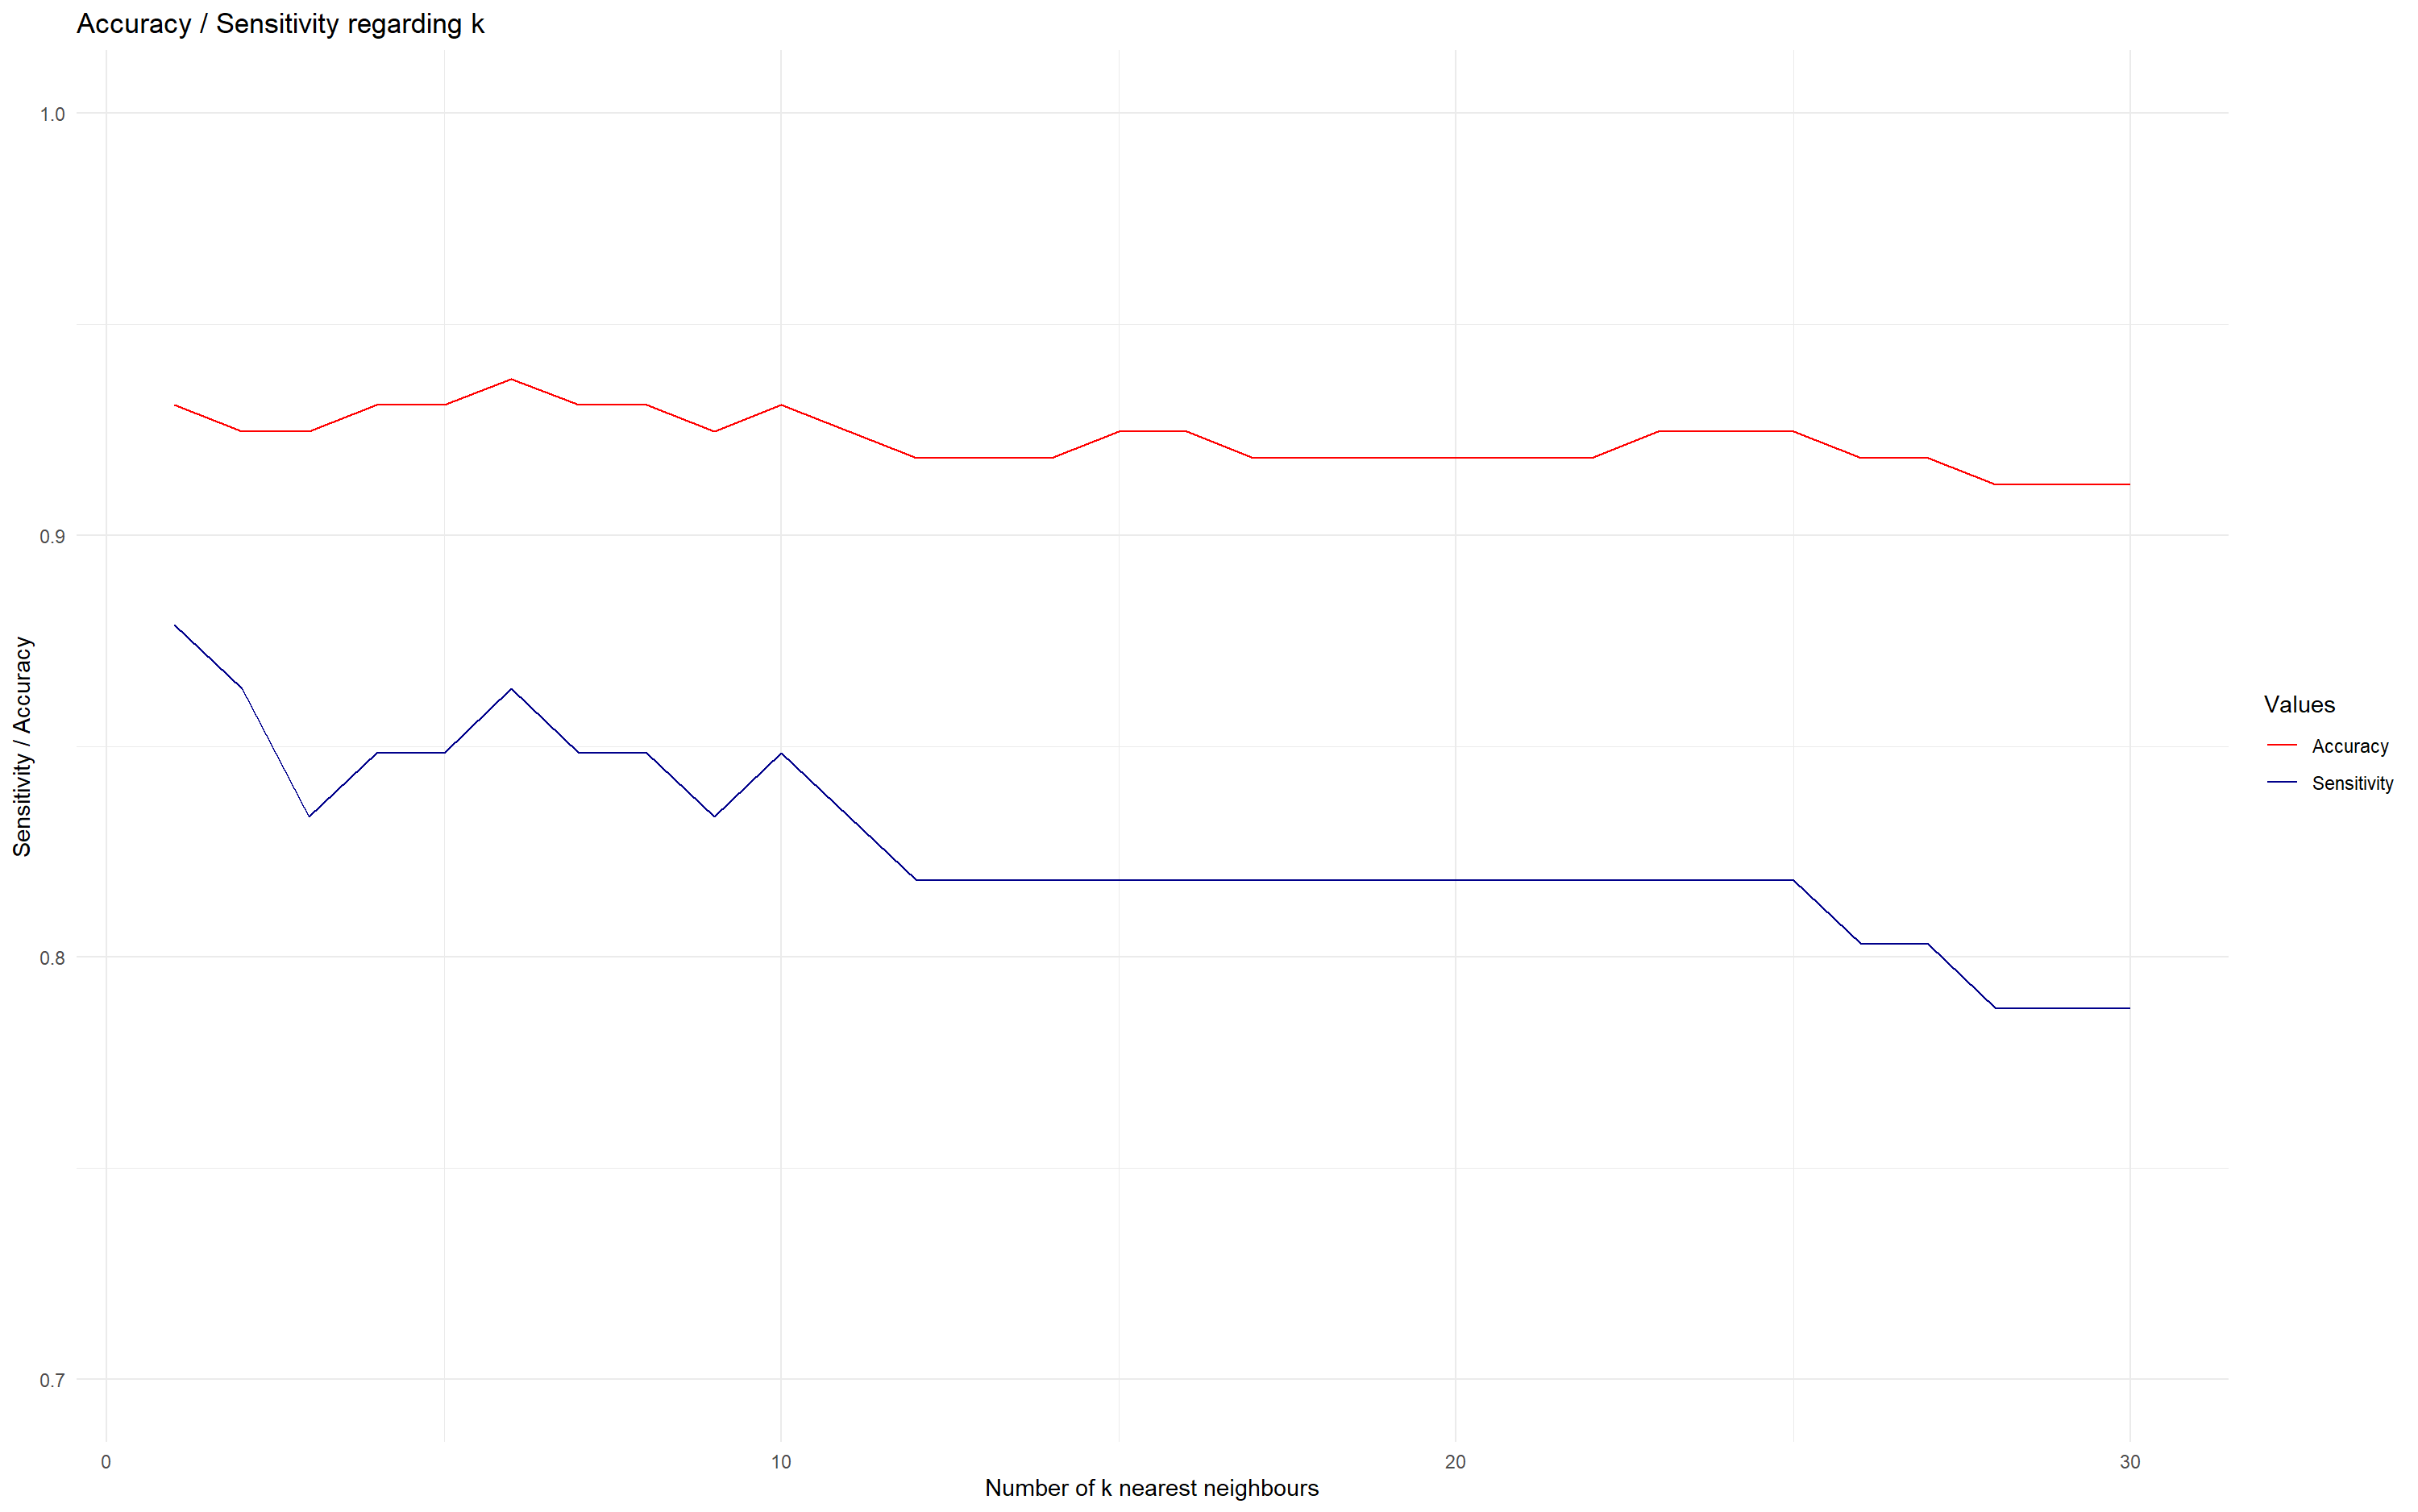 Accuracy / Sensitivity regarding k
1.0
0.9
0.8
0.7
Sensitivity / Accuracy
0
10
20
30
Number of k nearest neighbours
Values
Accuracy
Sensitivity